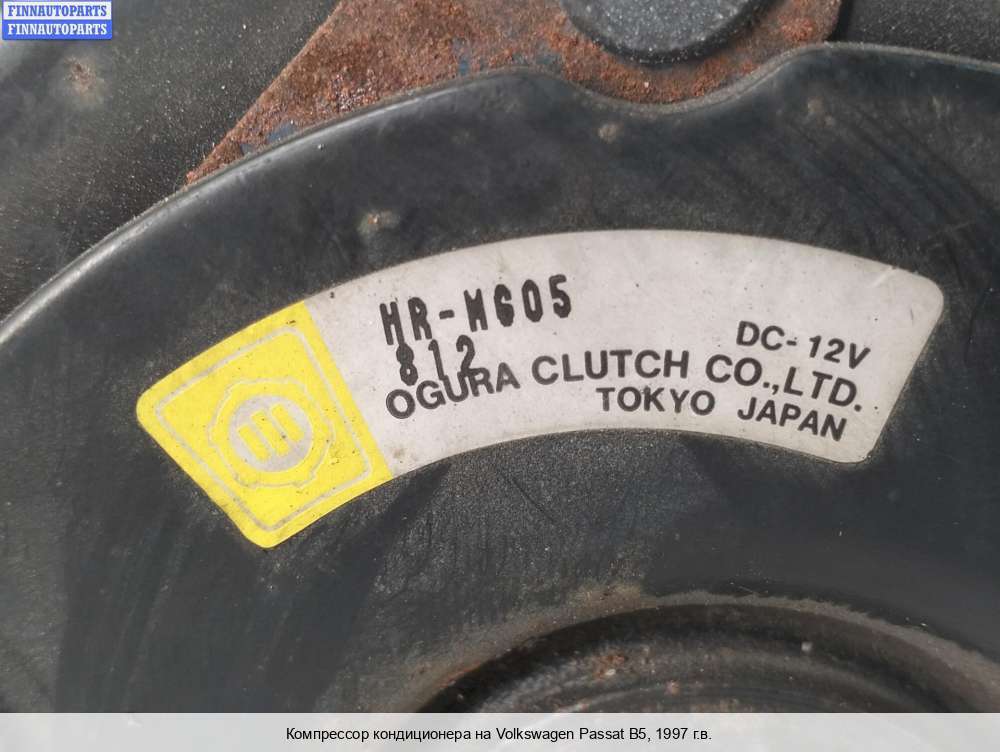 FINNAUTOPARTS
FINNAUTOPARTS
HR-MG05
812
DC-12V
OGURA CLUTCH CO.,LTD.
TOKYO JAPAN
Компрессор кондиционера на Volkswagen Passat B5, 1997 г.в.